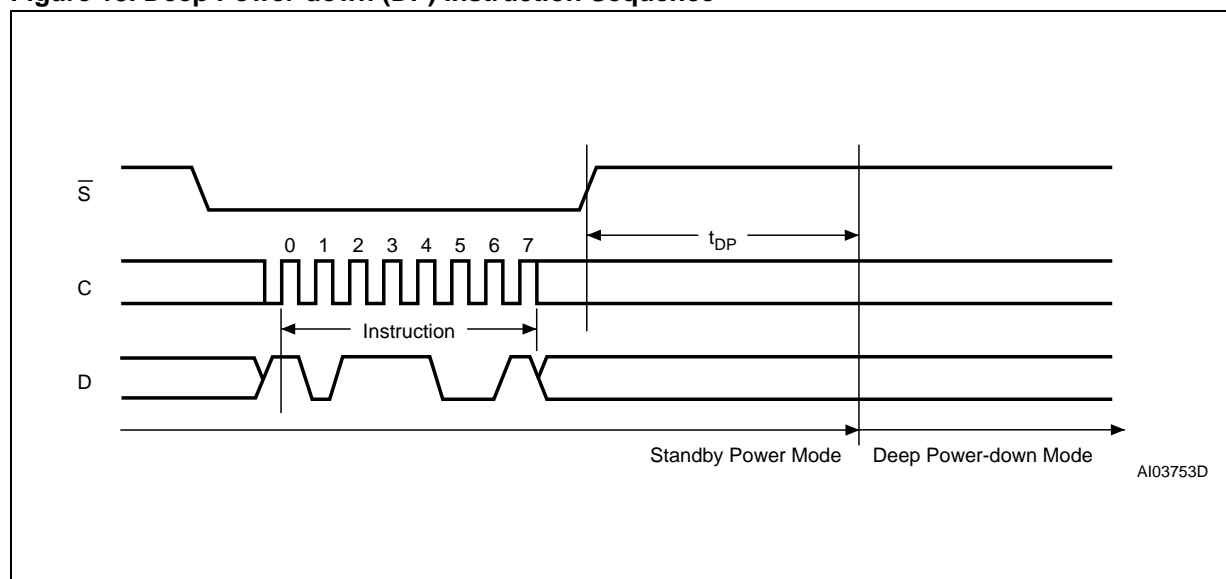 Figure 18. Deep Power-down (DP) Instruction Sequence
S
0 1 2 3 4 5 6 7
tDP
C
Instruction
D
Standby Power Mode
Deep Power-down Mode
AI03753D